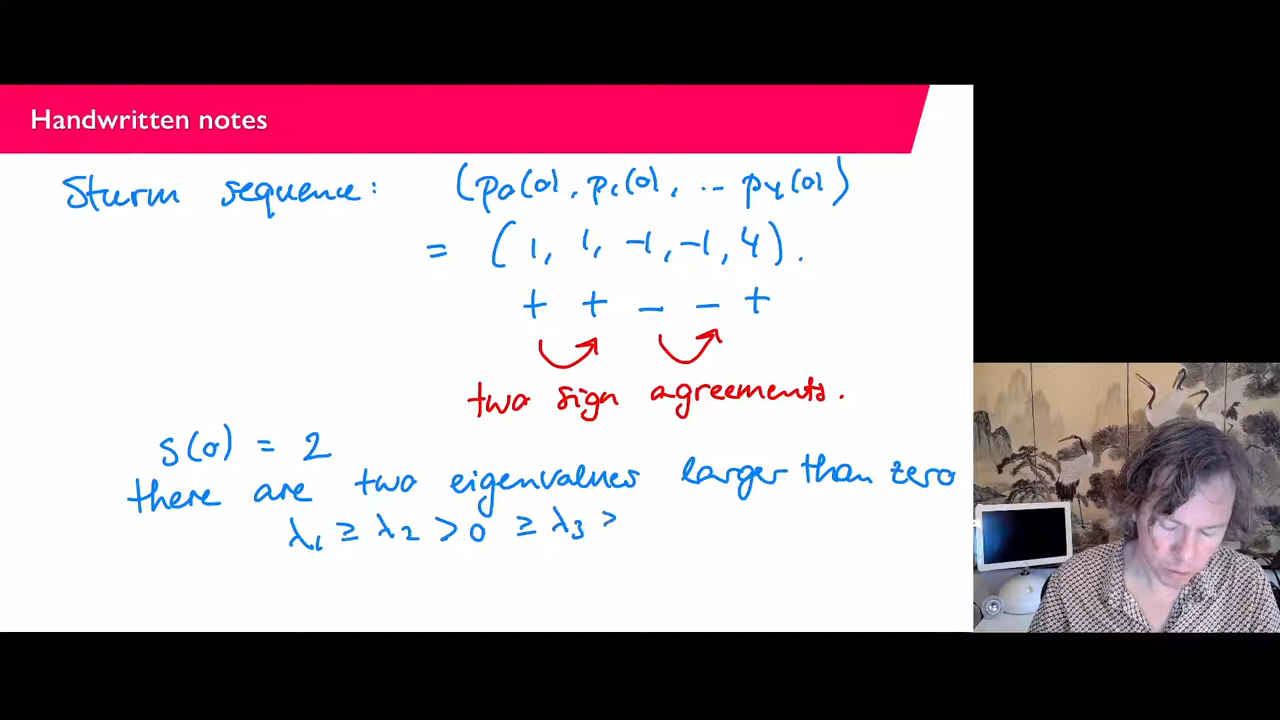 Handwritten notes
Sturm sequence: (p0(0), p1(0), ... p4(0))
= (1, 1, -1, -1, 4).
+ + - - +
two sign agreements.
s(0) = 2
there are two eigenvalues larger than zero
λ1 ≥ λ2 > 0 ≥ λ3 >